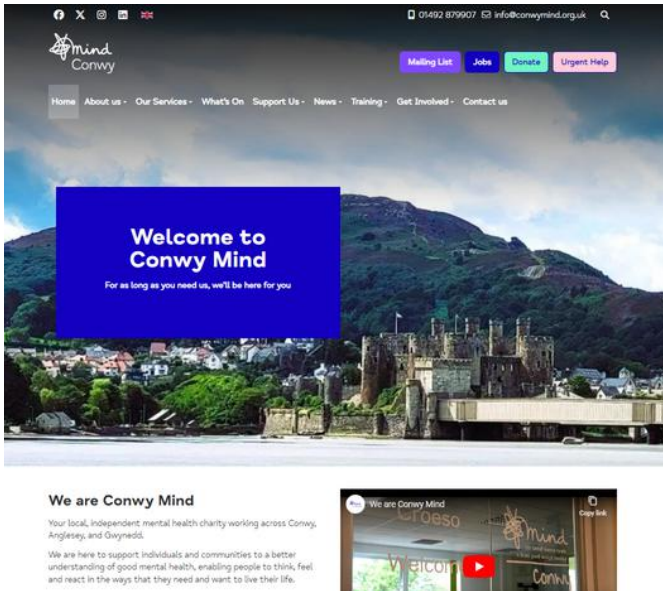 01492 879907 info@conwymind.org.uk
mind
Conwy
Mailing List Jobs Donate Urgent Help
Home About us Our Services What's On Support Us News Training Get Involved Contact us
Welcome to
Conwy Mind
For as long as you need us, we'll be here for you
We are Conwy Mind
Your local, independent mental health charity working across Conwy,
Anglesey, and Gwynedd.
We are here to support individuals and communities to a better
understanding of good mental health, enabling people to think, feel
and react in the ways that they need and want to live their life.
We are Conwy Mind
Copy link
Croeso
Welcom
mind
Conwy